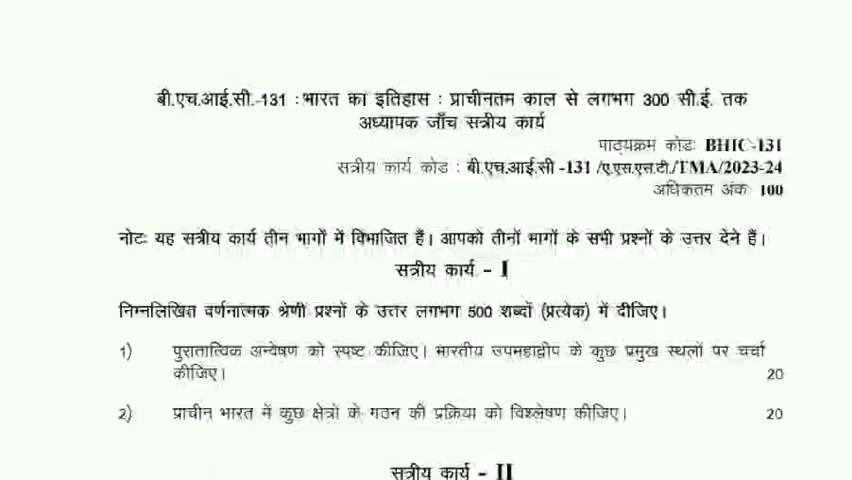 बी.एच.आई.सी.-131 : भारत का इतिहास : प्राचीनतम काल से लगभग 300 सी.ई. तक
अध्यापक जाँच सत्रीय कार्य
पाठ्यक्रम कोडः BHIC-131
सत्रीय कार्य कोड : बी.एच.आई.सी -131 /ए.एस.एस.टी./TMA/2023-24
अधिकतम अंकः 100
नोटः यह सत्रीय कार्य तीन भागों में विभाजित हैं। आपको तीनों भागों के सभी प्रश्नों के उत्तर देने हैं।
सत्रीय कार्य - I
निम्नलिखित वर्णनात्मक श्रेणी प्रश्नों के उत्तर लगभग 500 शब्दों (प्रत्येक) में दीजिए।
1) पुरातात्विक अन्वेषण को स्पष्ट कीजिए। भारतीय उपमहाद्वीप के कुछ प्रमुख स्थलों पर चर्चा
कीजिए। 20
2) प्राचीन भारत में कुछ क्षेत्रों के गठन की प्रक्रिया को विश्लेषण कीजिए। 20
सत्रीय कार्य - II